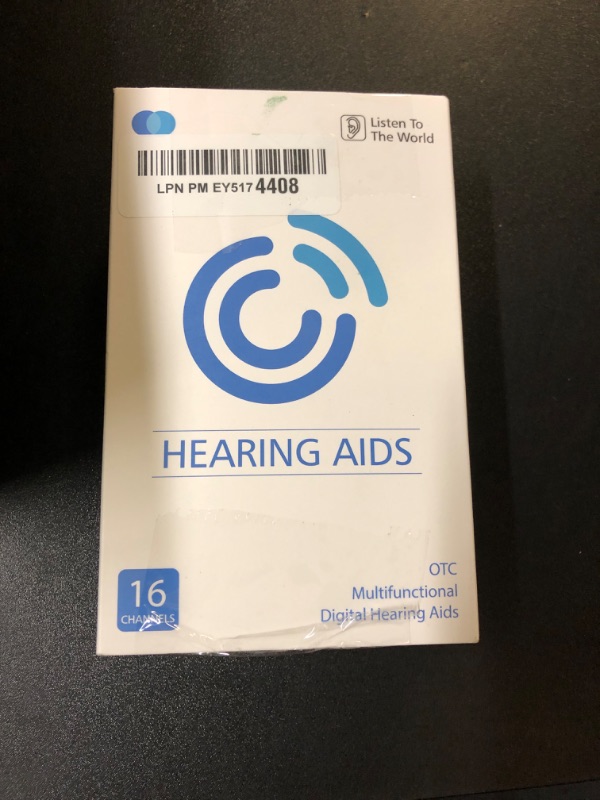 Listen To
The World
LPN PM EY517 4408
HEARING AIDS
16
CHANNELS
OTC
Multifunctional
Digital Hearing Aids